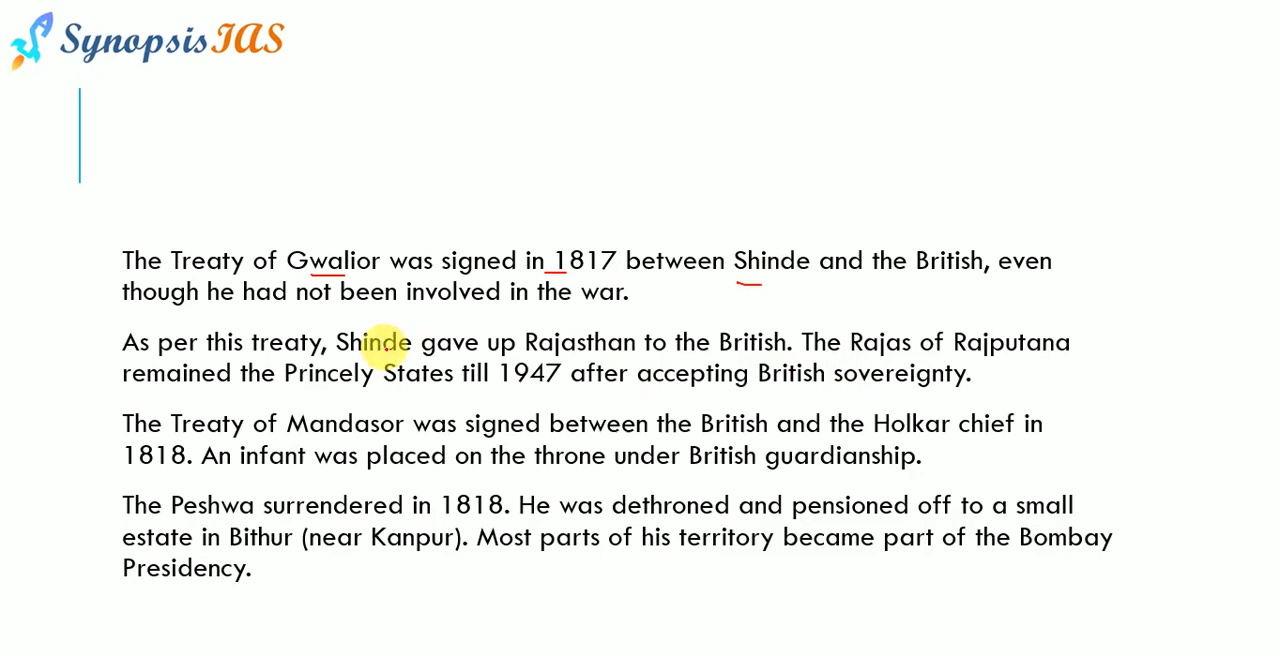 SynopsisIAS
The Treaty of Gwalior was signed in 1817 between Shinde and the British, even
though he had not been involved in the war.
As per this treaty, Shinde gave up Rajasthan to the British. The Rajas of Rajputana
remained the Princely States till 1947 after accepting British sovereignty.
The Treaty of Mandasor was signed between the British and the Holkar chief in
1818. An infant was placed on the throne under British guardianship.
The Peshwa surrendered in 1818. He was dethroned and pensioned off to a small
estate in Bithur (near Kanpur). Most parts of his territory became part of the Bombay
Presidency.